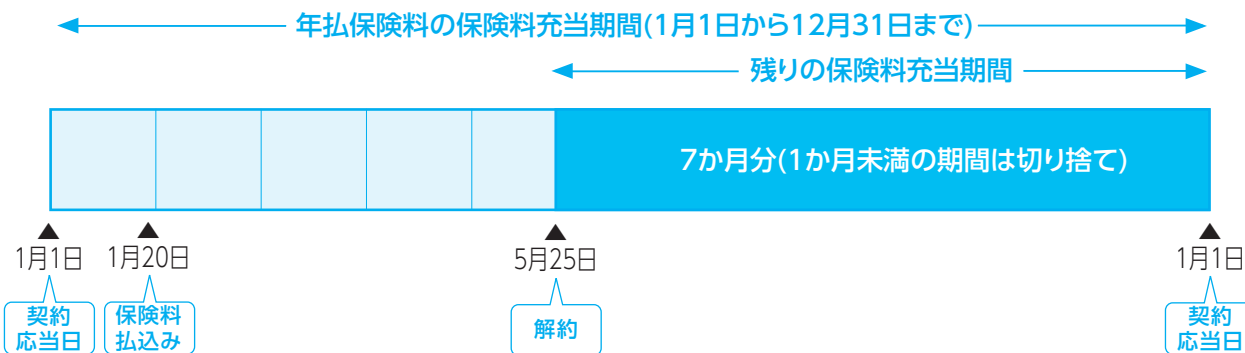 年払保険料の保険料充当期間(1月1日から12月31日まで)
残りの保険料充当期間
7か月分(1か月未満の期間は切り捨て)
1月1日
1月20日
5月25日
1月1日
契約
応当日
保険料
払込み
解約
契約
応当日